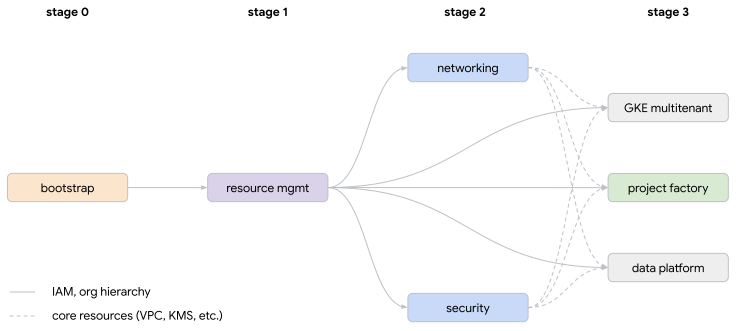 stage 0
stage 1
stage 2
stage 3
networking
GKE multitenant
bootstrap
resource mgmt
project factory
data platform
security
IAM, org hierarchy
core resources (VPC, KMS, etc.)